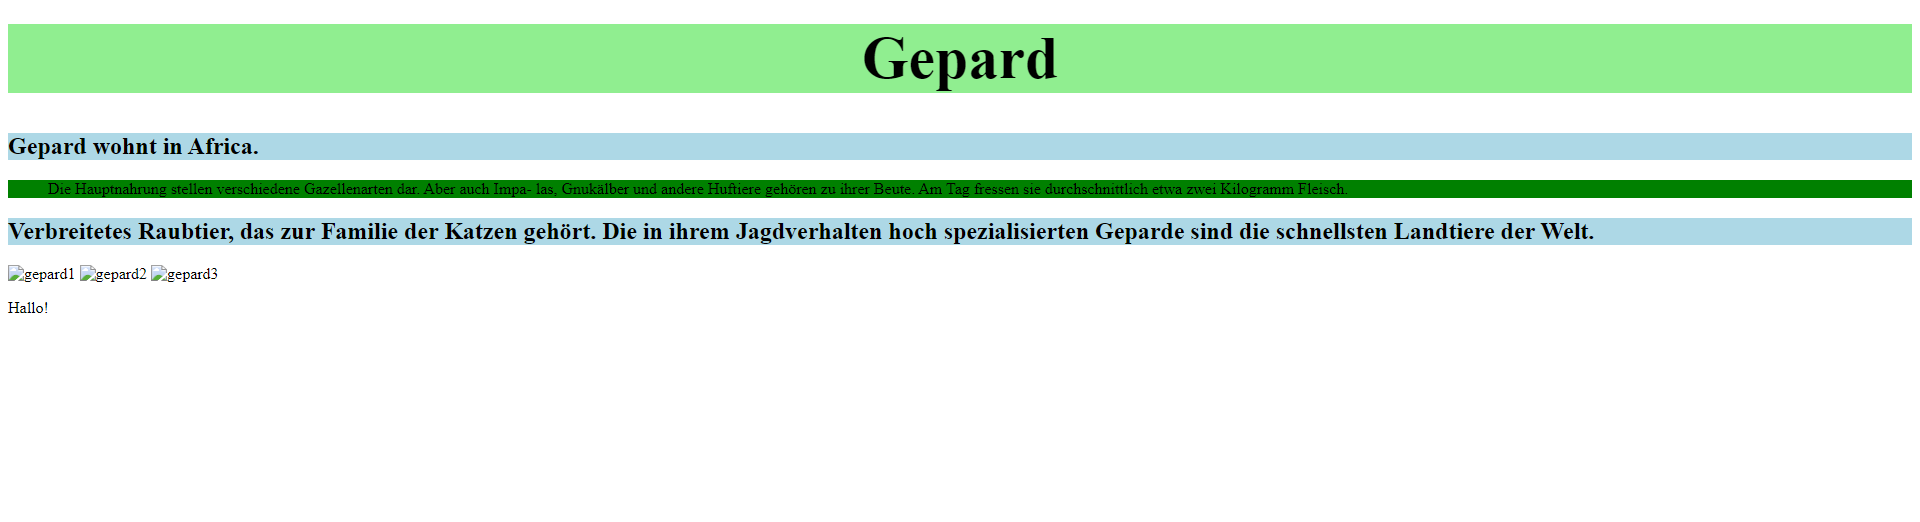 Gepard
Gepard wohnt in Africa.
Die Hauptnahrung stellen verschiedene Gazellenarten dar. Aber auch Impa- las, Gnukälber und andere Huftiere gehören zu ihrer Beute. Am Tag fressen sie durchschnittlich etwa zwei Kilogramm Fleisch.
Verbreitetes Raubtier, das zur Familie der Katzen gehört. Die in ihrem Jagdverhalten hoch spezialisierten Geparde sind die schnellsten Landtiere der Welt.
gepard1 gepard2 gepard3
Hallo!